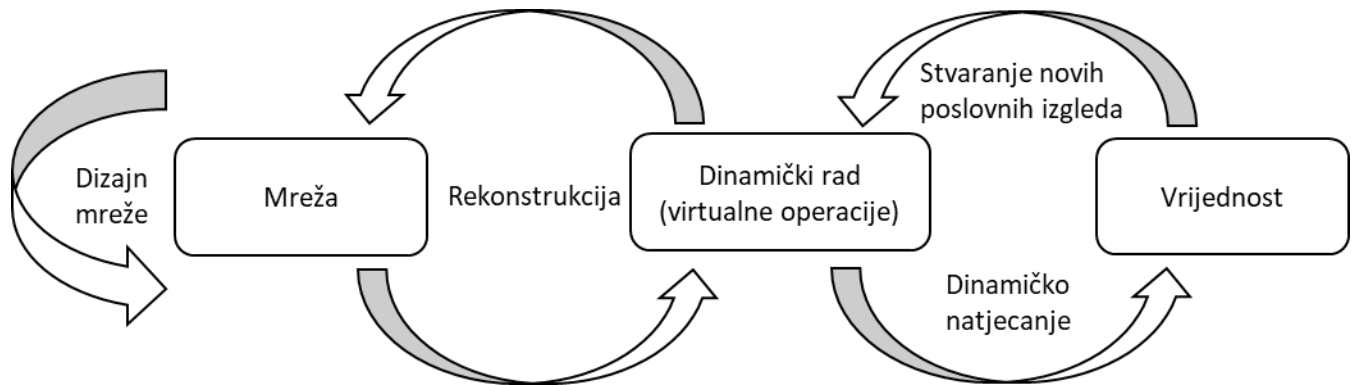 Dizajn
mreže
Mreža
Rekonstrukcija
Dinamički rad
(virtualne operacije)
Stvaranje novih
poslovnih izgleda
Dinamičko
natjecanje
Vrijednost